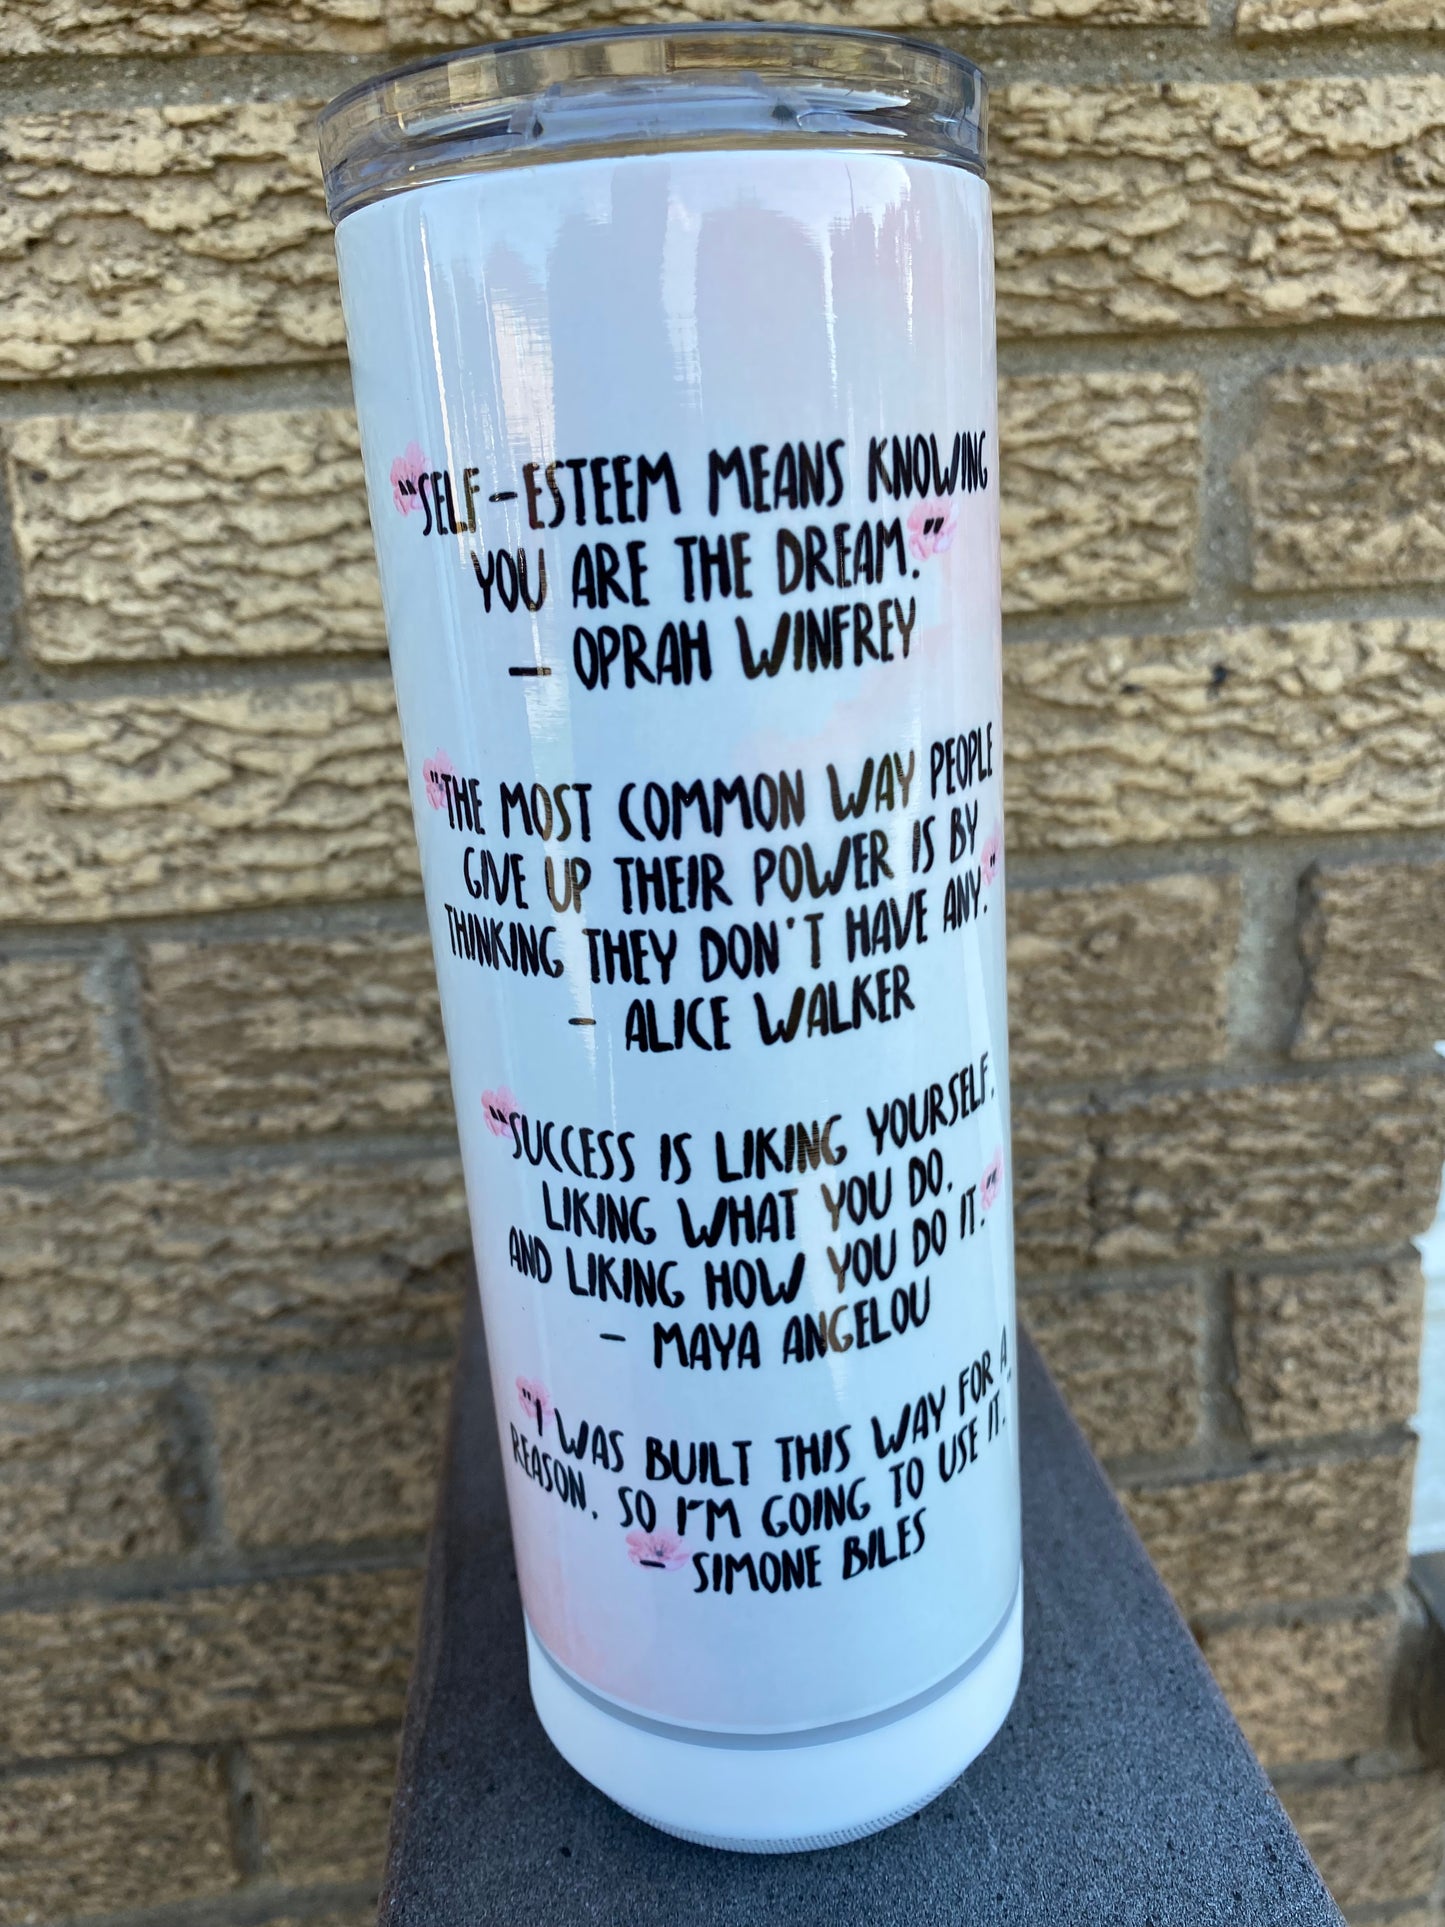 "SELF-ESTEEM MEANS KNOWING
YOU ARE THE DREAM."
- OPRAH WINFREY
"THE MOST COMMON WAY PEOPLE
GIVE UP THEIR POWER IS BY
THINKING THEY DON'T HAVE ANY."
- ALICE WALKER
"SUCCESS IS LIKING YOURSELF,
LIKING WHAT YOU DO,
AND LIKING HOW YOU DO IT."
- MAYA ANGELOU
"I WAS BUILT THIS WAY FOR A
REASON, SO I'M GOING TO USE IT.
- SIMONE BILES